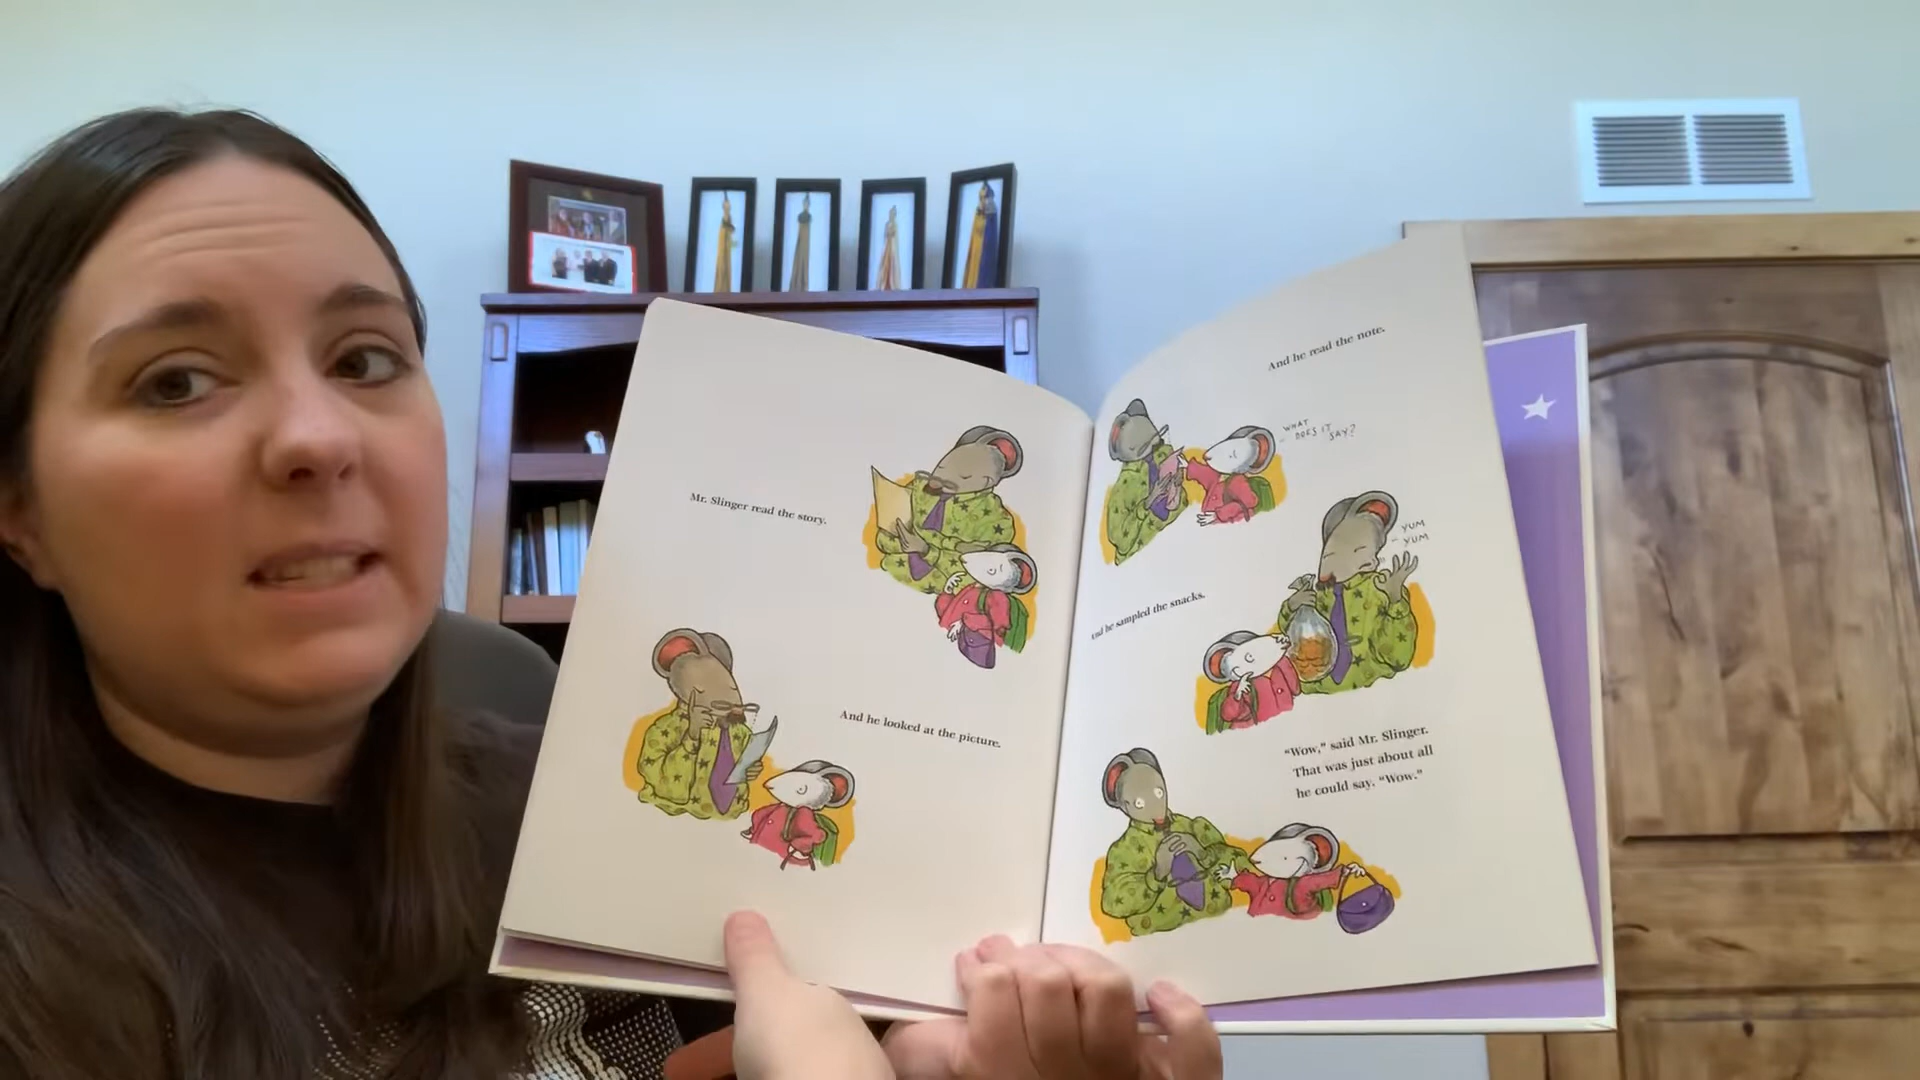 Mr. Slinger read the story.
And he looked at the picture.
And he read the note.
WHAT
DOES IT
SAY?
YUM
YUM
And he sampled the snacks.
"Wow," said Mr. Slinger.
That was just about all
he could say. "Wow."